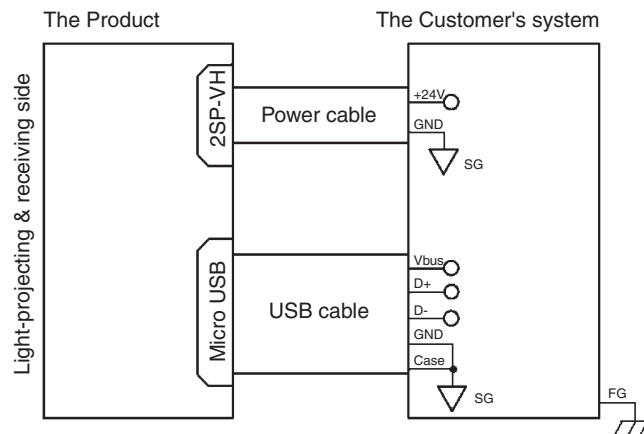 The Product
The Customer's system
Light-projecting & receiving side
2SP-VH
Power cable
+24V
GND
SG
Micro USB
USB cable
Vbus
D+
D-
GND
Case
SG
FG